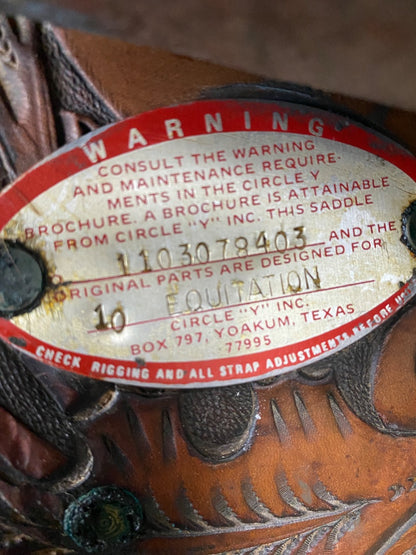 WARNING
CONSULT THE WARNING
AND MAINTENANCE REQUIRE-
MENTS IN THE CIRCLE Y
BROCHURE. A BROCHURE IS ATTAINABLE
FROM CIRCLE "Y" INC. THIS SADDLE
1103078403 AND THE
ORIGINAL PARTS ARE DESIGNED FOR
10 EQUITATION
CIRCLE "Y" INC.
BOX 797, YOAKUM, TEXAS
77995
CHECK RIGGING AND ALL STRAP ADJUSTMENTS BEFORE